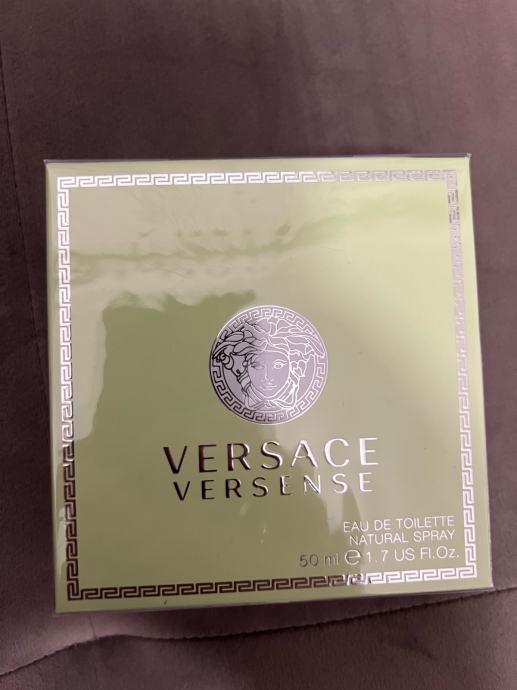 VERSACE
VERSENSE
EAU DE TOILETTE
NATURAL SPRAY
50 ml ℮ 1.7 US Fl.Oz.